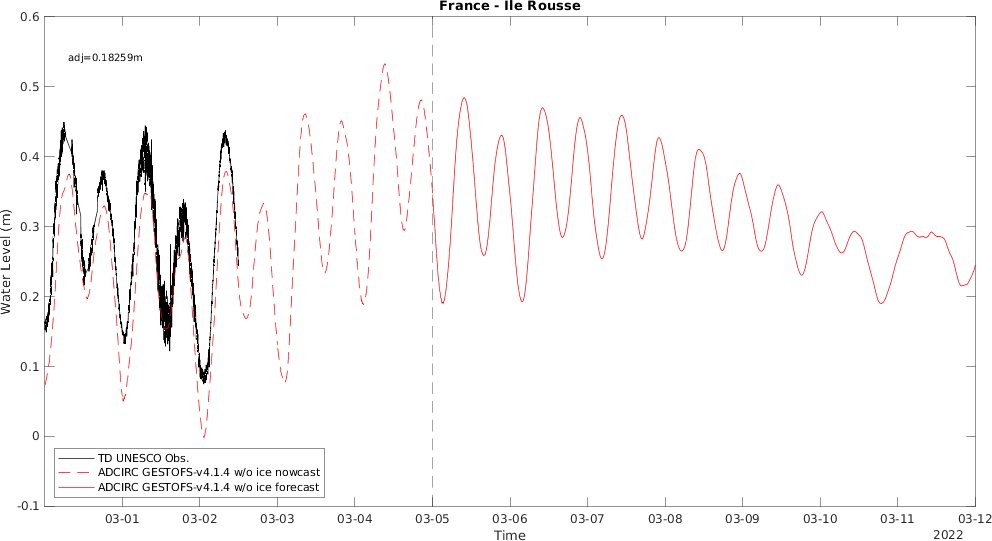 France - Ile Rousse
adj=0.18259m
0.6
0.5
0.4
0.3
0.2
0.1
0
-0.1
Water Level (m)
TD UNESCO Obs.
ADCIRC GESTOFS-v4.1.4 w/o ice nowcast
ADCIRC GESTOFS-v4.1.4 w/o ice forecast
03-01 03-02 03-03 03-04 03-05 03-06 03-07 03-08 03-09 03-10 03-11 03-12
Time
2022